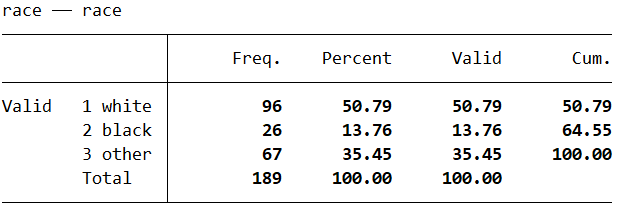 race — race
Freq. Percent Valid Cum.
Valid 1 white 96 50.79 50.79 50.79
2 black 26 13.76 13.76 64.55
3 other 67 35.45 35.45 100.00
Total 189 100.00 100.00